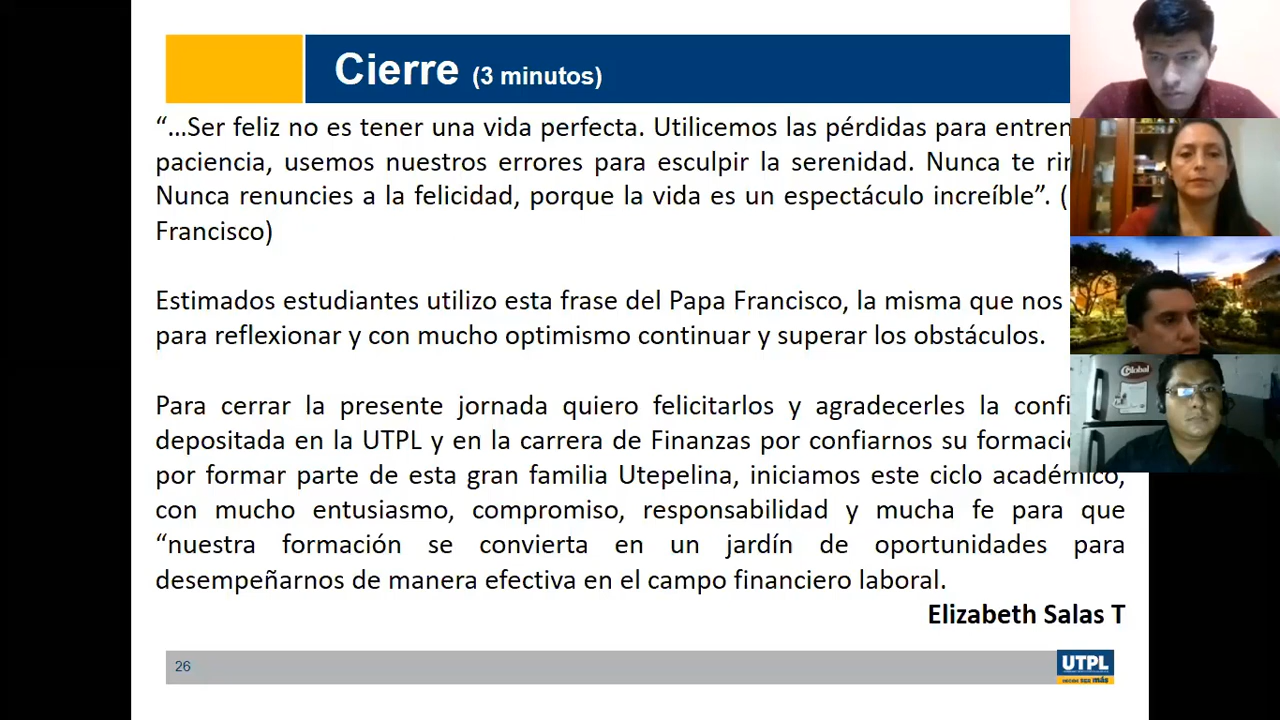 Cierre (3 minutos)
“…Ser feliz no es tener una vida perfecta. Utilicemos las pérdidas para
paciencia, usemos nuestros errores para esculpir la serenidad. Nunca te
Nunca renuncies a la felicidad, porque la vida es un espectáculo increíble”. (
Francisco)
Estimados estudiantes utilizo esta frase del Papa Francisco, la misma que nos
para reflexionar y con mucho optimismo continuar y superar los obstáculos.
Para cerrar la presente jornada quiero felicitarlos y agradecerles la
depositada en la UTPL y en la carrera de Finanzas por confiarnos su
por formar parte de esta gran familia Utepelina, iniciamos este ciclo académico,
con mucho entusiasmo, compromiso, responsabilidad y mucha fe para que
“nuestra formación se convierta en un jardín de oportunidades para
desempeñarnos de manera efectiva en el campo financiero laboral.
Elizabeth Salas T
26
UTPL
Global